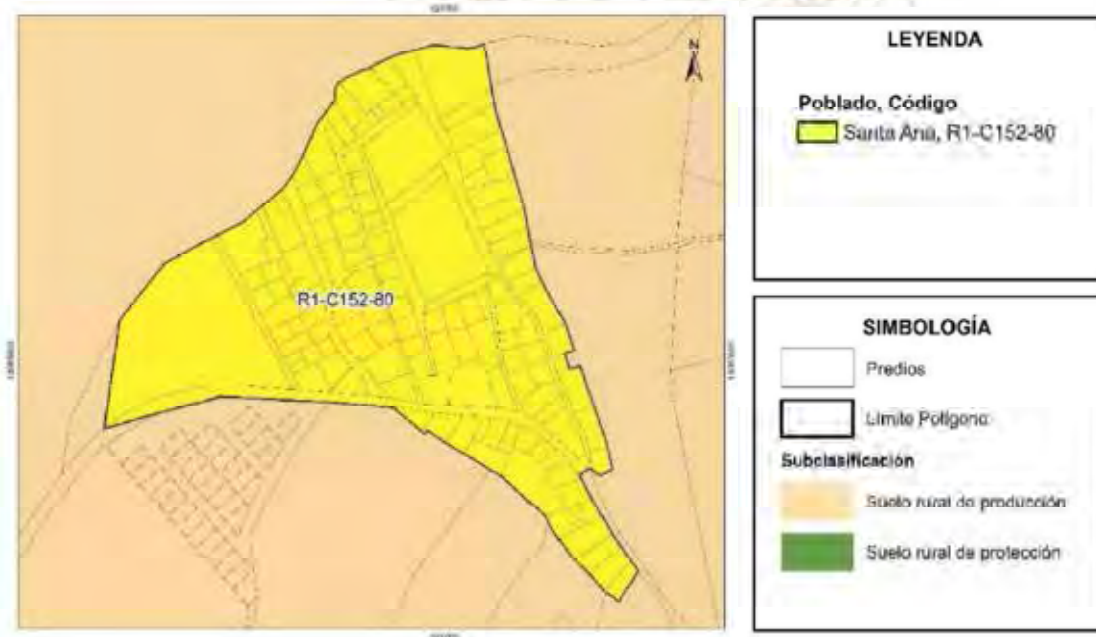 N
R1-C152-80
LEYENDA
Poblado, Código
Santa Ana, R1-C152-80
SIMBOLOGÍA
Predios
Límite Polígono
Subclasificación
Suelo rural de producción
Suelo rural de protección